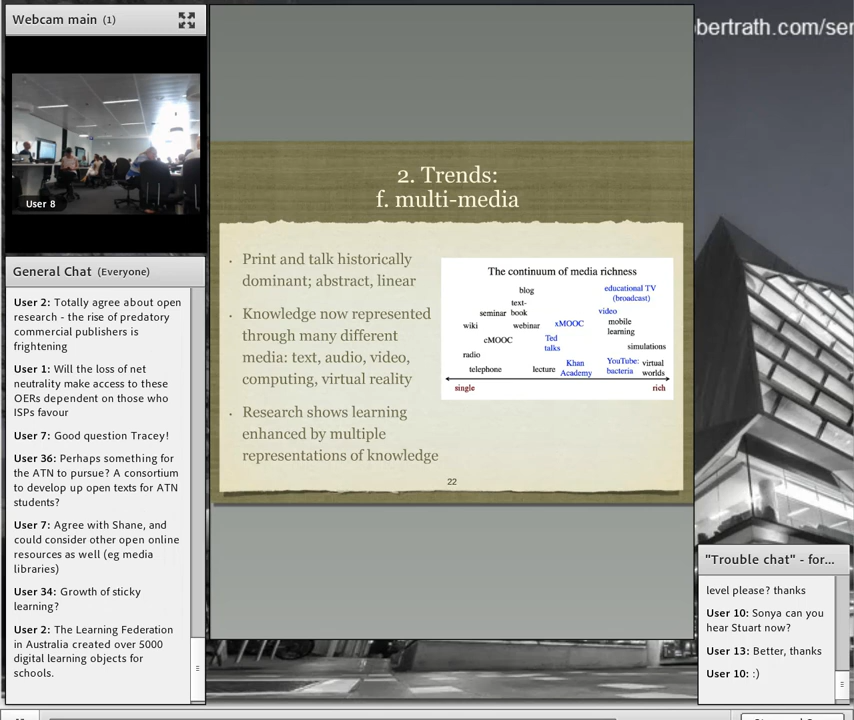 Webcam main (1)
User 8
General Chat (Everyone)
User 2: Totally agree about open
research - the rise of predatory
commercial publishers is
frightening
User 1: Will the loss of net
neutrality make access to these
OERs dependent on those who
ISPs favour
User 7: Good question Tracey!
User 36: Perhaps something for
the ATN to pursue? A consortium
to develop up open texts for ATN
students?
User 7: Agree with Shane, and
could consider other open online
resources as well (eg media
libraries)
User 34: Growth of sticky
learning?
User 2: The Learning Federation
in Australia created over 5000
digital learning objects for
schools.
2. Trends:
f. multi-media
· Print and talk historically
dominant; abstract, linear
· Knowledge now represented
through many different
media: text, audio, video,
computing, virtual reality
· Research shows learning
enhanced by multiple
representations of knowledge
The continuum of media richness
blog
educational TV
(broadcast)
text-
book
seminar
video
wiki
webinar
xMOOC
mobile
learning
cMOOC
Ted
talks
simulations
radio
telephone
lecture
Khan
Academy
YouTube:
bacteria
virtual
worlds
single
rich
22
bertrath.com/ser
"Trouble chat" - for...
level please? thanks
User 10: Sonya can you
hear Stuart now?
User 13: Better, thanks
User 10: :)